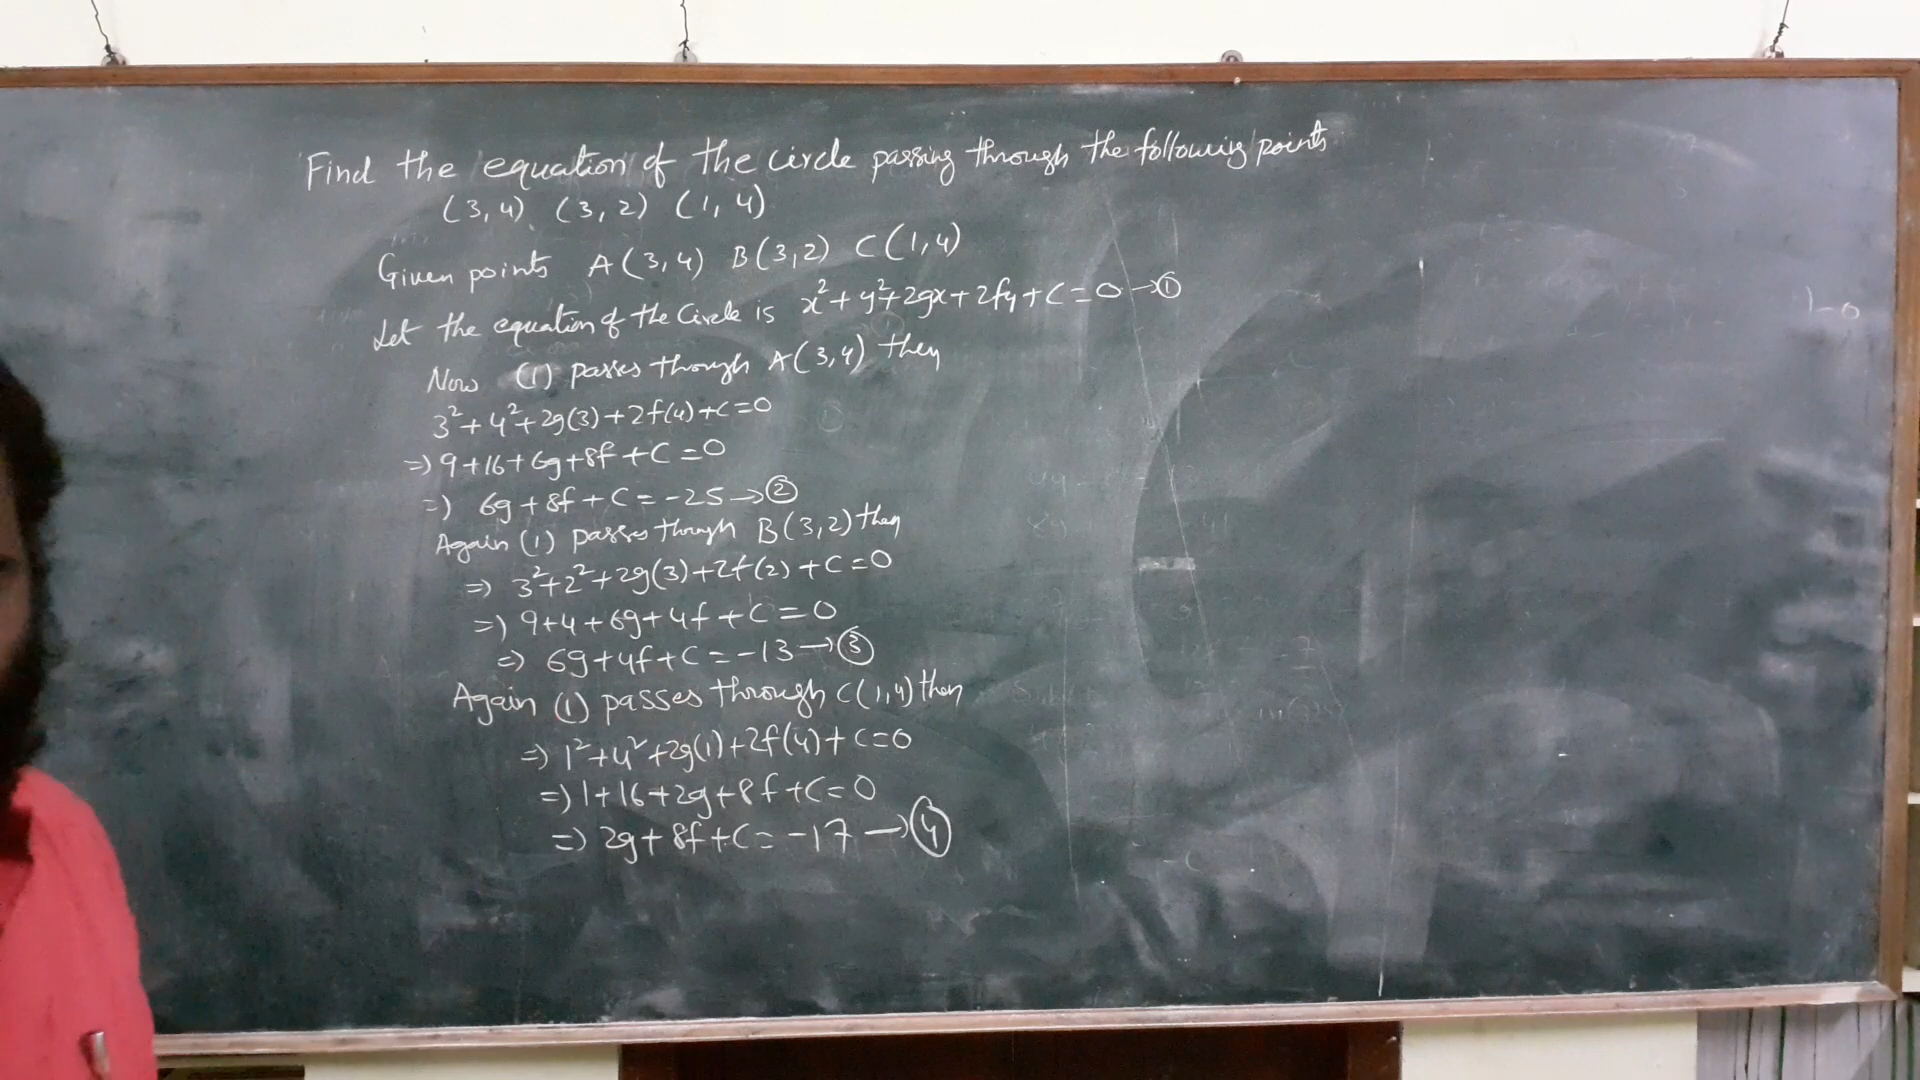 Find the equation of the circle passing through the following points
(3,4) (3,2) (1,4)
Given points A(3,4) B(3,2) C(1,4)
Let the equation of the Circle is x²+y²+2gx+2fy+C=0→①
Now (1) passes through A(3,4) then
3²+4²+2g(3)+2f(4)+C=0
⇒9+16+6g+8f+C=0
⇒ 6g+8f+C=-25→②
Again (1) passes through B(3,2) then
⇒ 3²+2²+2g(3)+2f(2)+C=0
⇒ 9+4+6g+4f+C=0
⇒ 6g+4f+C=-13→③
Again (1) passes through C(1,4) then
⇒ 1²+4²+2g(1)+2f(4)+C=0
⇒ 1+16+2g+8f+C=0
⇒ 2g+8f+C=-17→④